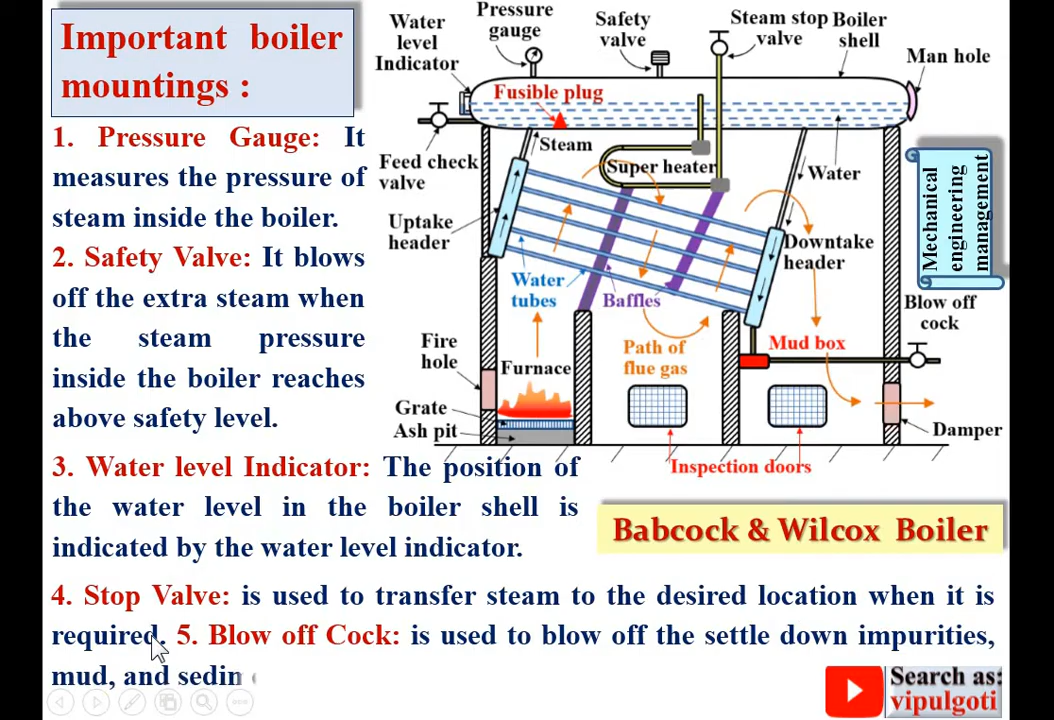 Important boiler
mountings :
1. Pressure Gauge: It
measures the pressure of
steam inside the boiler.
2. Safety Valve: It blows
off the extra steam when
the steam pressure
inside the boiler reaches
above safety level.
3. Water level Indicator: The position of
the water level in the boiler shell is
indicated by the water level indicator.
4. Stop Valve: is used to transfer steam to the desired location when it is
required. 5. Blow off Cock: is used to blow off the settle down impurities,
mud, and
Water
level
Indicator
Pressure
gauge
Safety
valve
Steam stop
valve
Boiler
shell
Man hole
Fusible plug
Feed check
valve
Steam
Super heater
Water
Uptake
header
Downtake
header
Water
tubes
Baffles
Blow off
cock
Fire
hole
Furnace
Path of
flue gas
Mud box
Grate
Ash pit
Damper
Inspection doors
Mechanical
engineering
management
Babcock & Wilcox Boiler
Search as:
vipulgoti